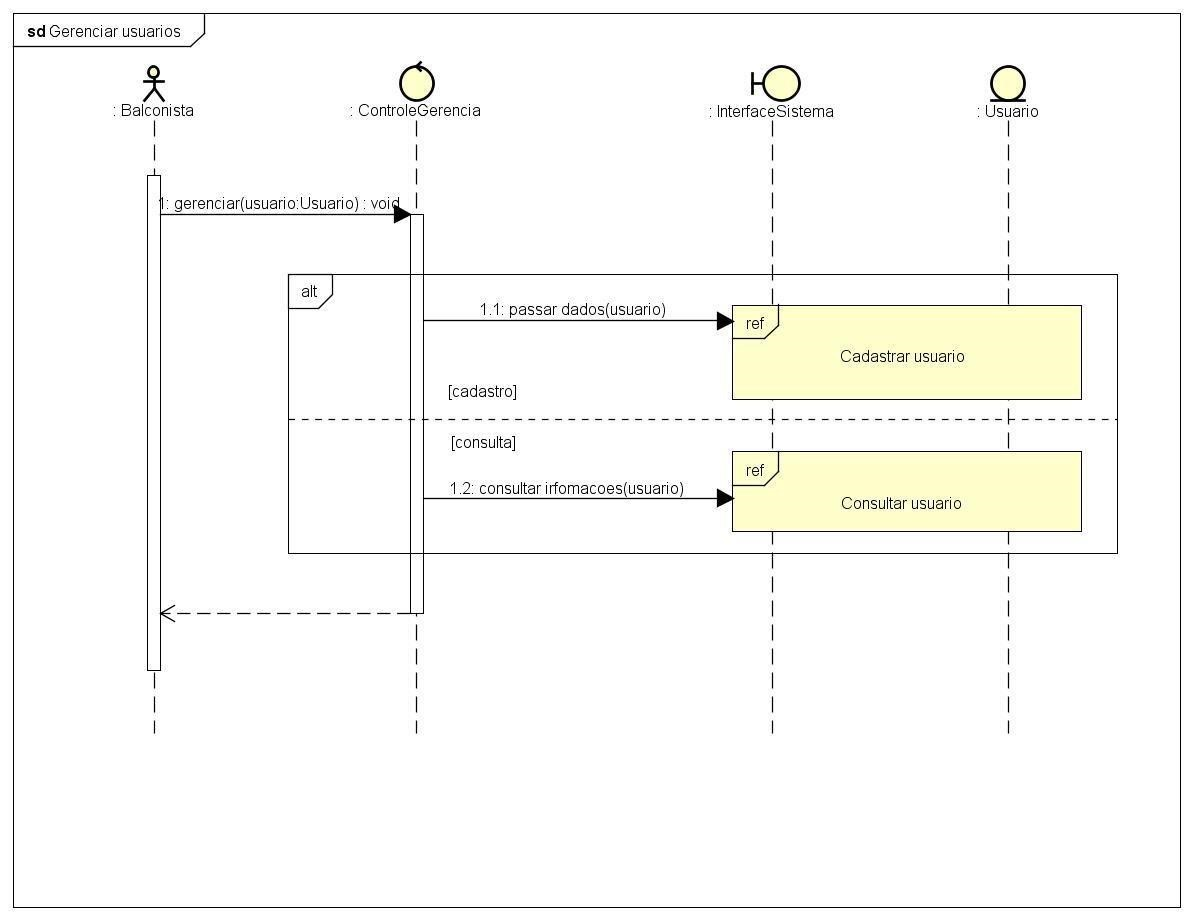 sd Gerenciar usuarios
: Balconista
: ControleGerencia
: InterfaceSistema
: Usuario
1: gerenciar(usuario:Usuario) : void
alt
1.1: passar dados(usuario)
ref
Cadastrar usuario
[cadastro]
[consulta]
ref
1.2: consultar irfomacoes(usuario)
Consultar usuario